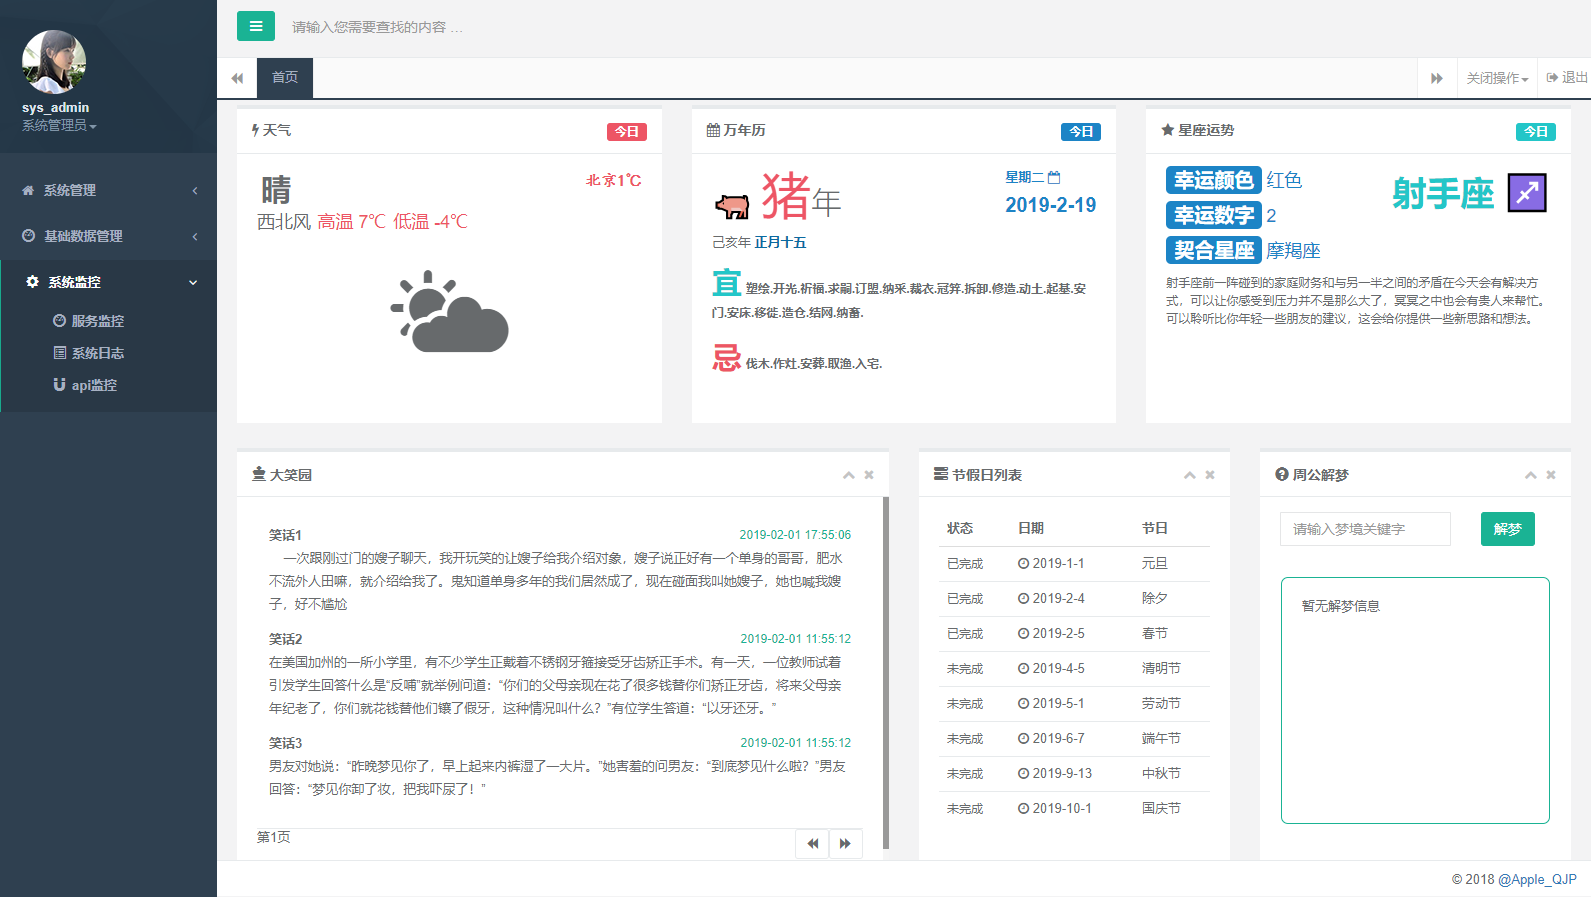 sys_admin
系统管理员
系统管理
基础数据管理
系统监控
服务监控
系统日志
api监控
请输入您需要查找的内容 …
首页
关闭操作
退出
天气
今日
晴
北京1℃
西北风 高温 7℃ 低温 -4℃
万年历
今日
猪年
星期二
2019-2-19
己亥年 正月十五
宜 塑绘.开光.祈福.求嗣.订盟.纳采.裁衣.冠笄.拆卸.修造.动土.起基.安
门.安床.移徙.造仓.结网.纳畜.
忌 伐木.作灶.安葬.取渔.入宅.
星座运势
今日
幸运颜色 红色
幸运数字 2
契合星座 摩羯座
射手座
射手座前一阵碰到的家庭财务和与另一半之间的矛盾在今天会有解决方
式，可以让你感受到压力并不是那么大了，冥冥之中也会有贵人来帮忙。
可以聆听比你年轻一些朋友的建议，这会给你提供一些新思路和想法。
大笑园
笑话1
2019-02-01 17:55:06
一次跟刚过门的嫂子聊天，我开玩笑的让嫂子给我介绍对象，嫂子说正好有一个单身的哥哥，肥水
不流外人田嘛，就介绍给我了。鬼知道单身多年的我们居然成了，现在碰面我叫她嫂子，她也喊我嫂
子，好不尴尬
笑话2
2019-02-01 11:55:12
在美国加州的一所小学里，有不少学生正戴着不锈钢牙箍接受牙齿矫正手术。有一天，一位教师试着
引发学生回答什么是“反哺”就举例问道：“你们的父母亲现在花了很多钱替你们矫正牙齿，将来父母亲
年纪老了，你们就花钱替他们镶了假牙，这种情况叫什么？”有位学生答道：“以牙还牙。”
笑话3
2019-02-01 11:55:12
男友对她说：“昨晚梦见你了，早上起来内裤湿了一大片。”她害羞的问男友：“到底梦见什么啦？”男友
回答：“梦见你卸了妆，把我吓尿了！”
第1页
节假日列表
状态 日期 节日
已完成 2019-1-1 元旦
已完成 2019-2-4 除夕
已完成 2019-2-5 春节
未完成 2019-4-5 清明节
未完成 2019-5-1 劳动节
未完成 2019-6-7 端午节
未完成 2019-9-13 中秋节
未完成 2019-10-1 国庆节
周公解梦
请输入梦境关键字
解梦
暂无解梦信息
© 2018 @Apple_QJP